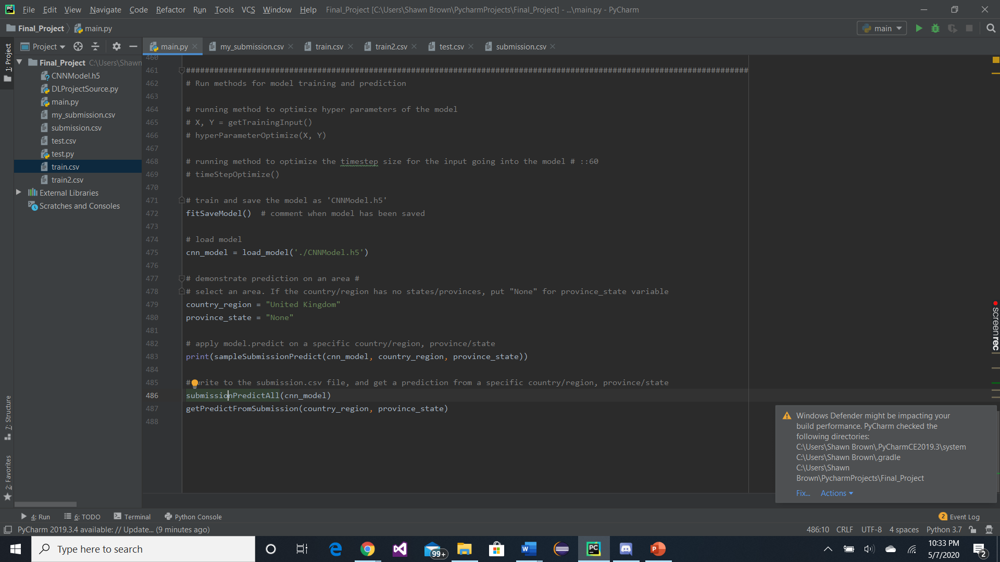 File Edit View Navigate Code Refactor Run Tools VCS Window Help Final_Project [C:\Users\Shawn Brown\PycharmProjects\Final_Project] - ...\main.py - PyCharm
Final_Project main.py main
Project main.py my_submission.csv train.csv train2.csv test.csv submission.csv
1: Project
Final_Project C:\Users\Shawn
CNNModel.h5
DLProjectSource.py
main.py
my_submission.csv
submission.csv
test.csv
test.py
train.csv
train2.csv
External Libraries
Scratches and Consoles
7: Structure
2: Favorites
460
461 ########################################################################################################################
462 # Run methods for model training and prediction
463
464 # running method to optimize hyper parameters of the model
465 # X, Y = getTrainingInput()
466 # hyperParameterOptimize(X, Y)
467
468 # running method to optimize the timestep size for the input going into the model # ::60
469 # timeStepOptimize()
470
471 # train and save the model as 'CNNModel.h5'
472 fitSaveModel()  # comment when model has been saved
473
474 # load model
475 cnn_model = load_model('./CNNModel.h5')
476
477 # demonstrate prediction on an area #
478 # select an area. If the country/region has no states/provinces, put "None" for province_state variable
479 country_region = "United Kingdom"
480 province_state = "None"
481
482 # apply model.predict on a specific country/region, province/state
483 print(sampleSubmissionPredict(cnn_model, country_region, province_state))
484
485 # write to the submission.csv file, and get a prediction from a specific country/region, province/state
486 submissionPredictAll(cnn_model)
487 getPredictFromSubmission(country_region, province_state)
488
screenrec
Windows Defender might be impacting your
build performance. PyCharm checked the
following directories:
C:\Users\Shawn Brown\.PyCharmCE2019.3\system
C:\Users\Shawn Brown\.gradle
C:\Users\Shawn
Brown\PycharmProjects\Final_Project
Fix... Actions
4: Run 6: TODO Terminal Python Console 2 Event Log
PyCharm 2019.3.4 available: // Update... (9 minutes ago) 486:10 CRLF UTF-8 4 spaces Python 3.7
Type here to search 99+ 10:33 PM
5/7/2020 2